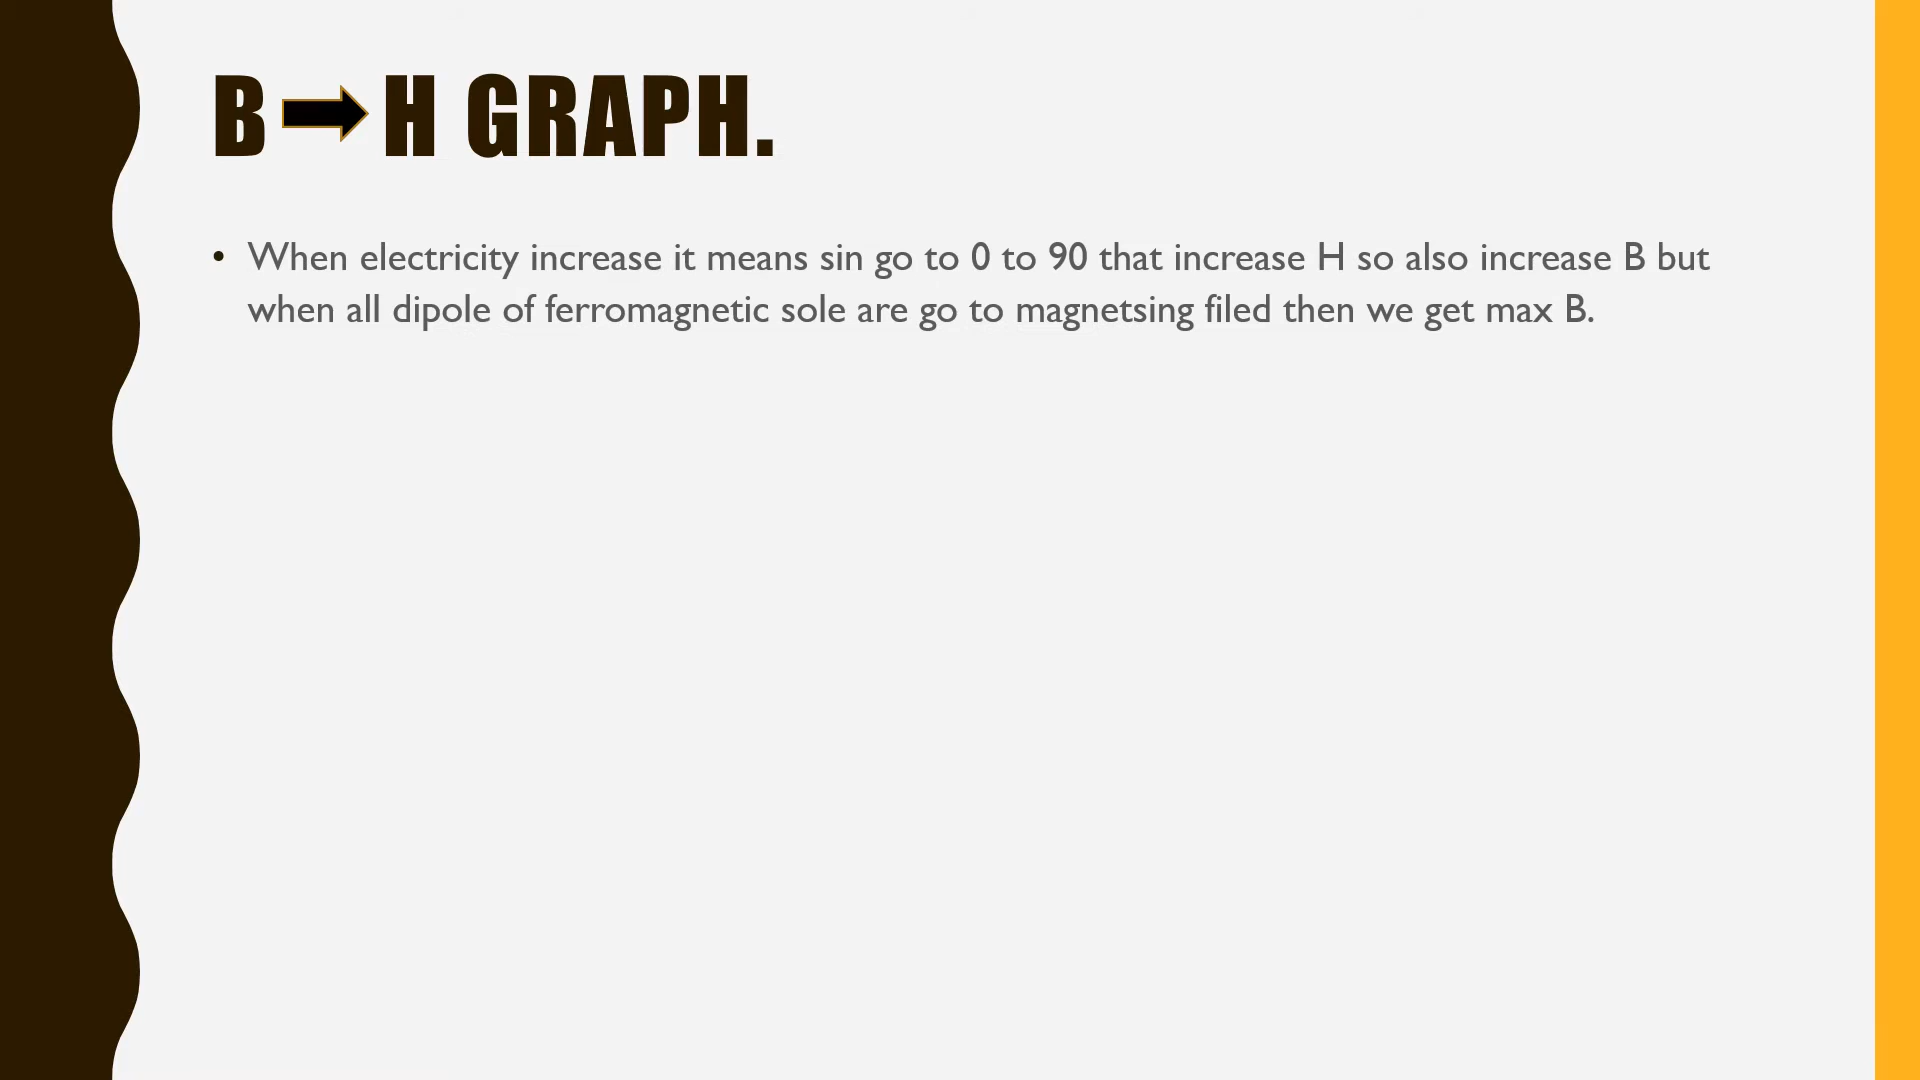 B H GRAPH.
• When electricity increase it means sin go to 0 to 90 that increase H so also increase B but
when all dipole of ferromagnetic sole are go to magnetsing filed then we get max B.